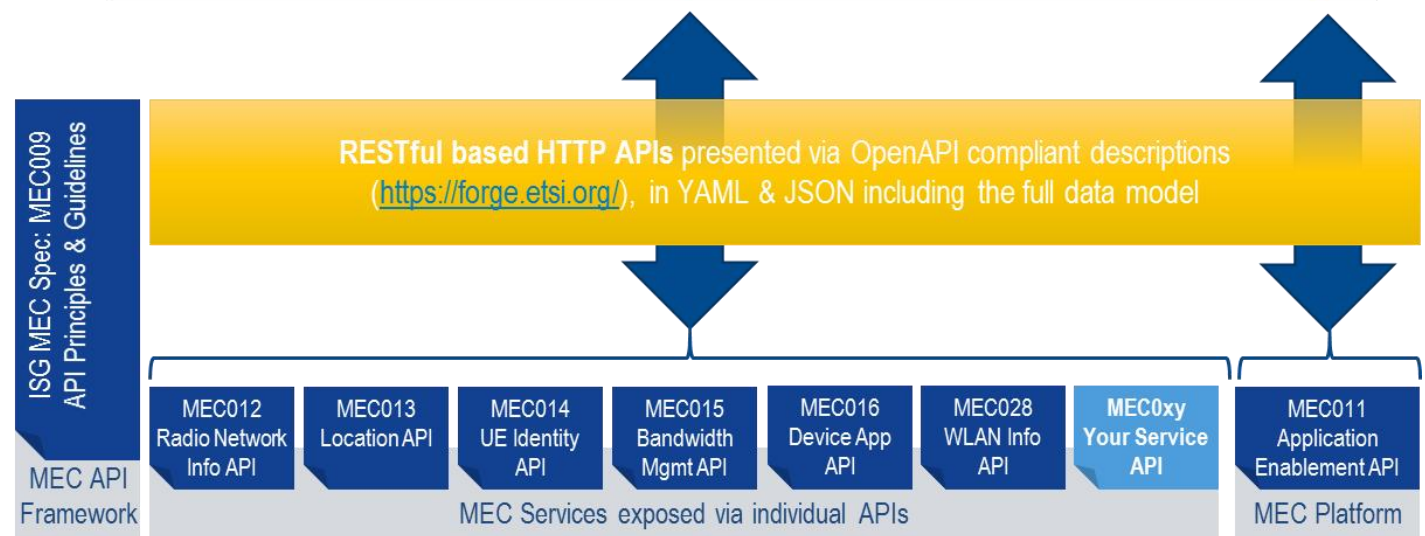 ISG MEC Spec: MEC009
API Principles & Guidelines
MEC API
Framework
RESTful based HTTP APIs presented via OpenAPI compliant descriptions
(https://forge.etsi.org/), in YAML & JSON including the full data model
MEC012
Radio Network
Info API
MEC013
Location API
MEC014
UE Identity
API
MEC015
Bandwidth
Mgmt API
MEC016
Device App
API
MEC028
WLAN Info
API
MEC0xy
Your Service
API
MEC Services exposed via individual APIs
MEC011
Application
Enablement API
MEC Platform